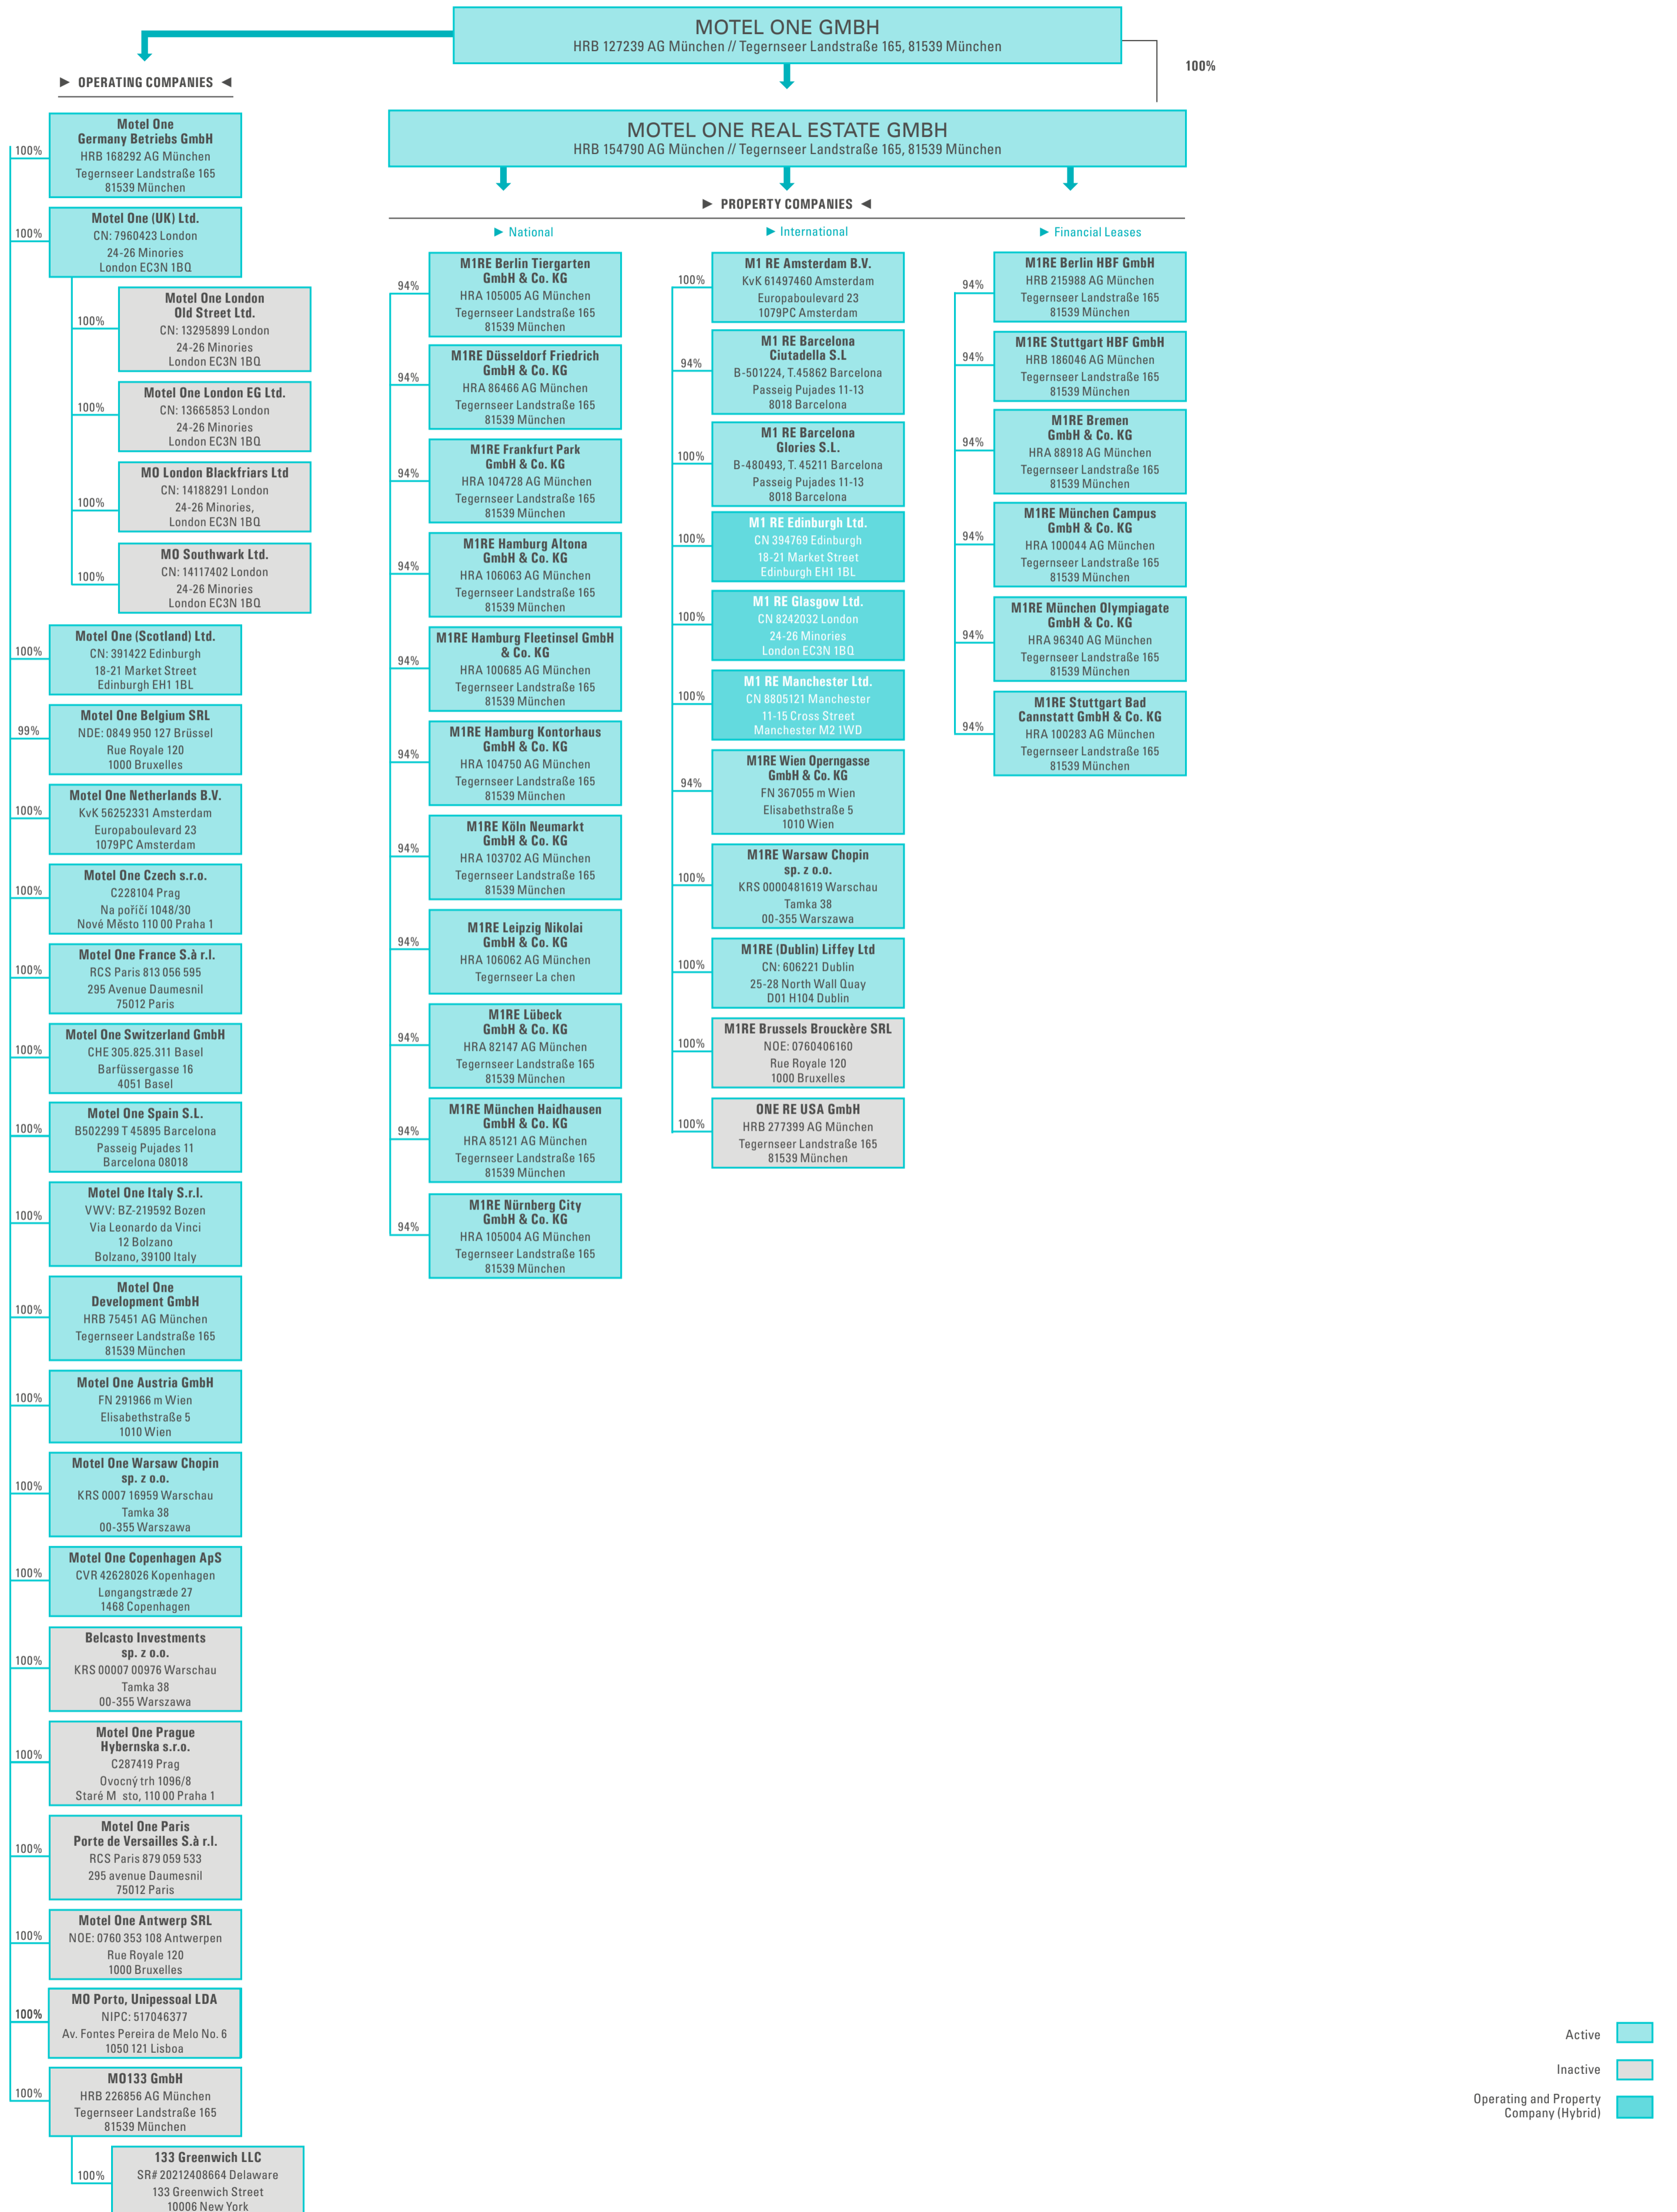 MOTEL ONE GMBH
HRB 127239 AG München // Tegernseer Landstraße 165, 81539 München
100%
► OPERATING COMPANIES ◄
100%
Motel One
Germany Betriebs GmbH
HRB 168292 AG München
Tegernseer Landstraße 165
81539 München
100%
Motel One (UK) Ltd.
CN: 7960423 London
24-26 Minories
London EC3N 1BQ
100%
Motel One London
Old Street Ltd.
CN: 13295899 London
24-26 Minories
London EC3N 1BQ
100%
Motel One London EG Ltd.
CN: 13665853 London
24-26 Minories
London EC3N 1BQ
100%
MO London Blackfriars Ltd
CN: 14188291 London
24-26 Minories,
London EC3N 1BQ
100%
MO Southwark Ltd.
CN: 14117402 London
24-26 Minories
London EC3N 1BQ
100%
Motel One (Scotland) Ltd.
CN: 391422 Edinburgh
18-21 Market Street
Edinburgh EH1 1BL
99%
Motel One Belgium SRL
NDE: 0849 950 127 Brüssel
Rue Royale 120
1000 Bruxelles
100%
Motel One Netherlands B.V.
KvK 56252331 Amsterdam
Europaboulevard 23
1079PC Amsterdam
100%
Motel One Czech s.r.o.
C228104 Prag
Na poříčí 1048/30
Nové Město 110 00 Praha 1
100%
Motel One France S.à r.l.
RCS Paris 813 056 595
295 Avenue Daumesnil
75012 Paris
100%
Motel One Switzerland GmbH
CHE 305.825.311 Basel
Barfüssergasse 16
4051 Basel
100%
Motel One Spain S.L.
B502299 T 45895 Barcelona
Passeig Pujades 11
Barcelona 08018
100%
Motel One Italy S.r.l.
VWV: BZ-219592 Bozen
Via Leonardo da Vinci
12 Bolzano
Bolzano, 39100 Italy
100%
Motel One
Development GmbH
HRB 75451 AG München
Tegernseer Landstraße 165
81539 München
100%
Motel One Austria GmbH
FN 291966 m Wien
Elisabethstraße 5
1010 Wien
100%
Motel One Warsaw Chopin
sp. z o.o.
KRS 0007 16959 Warschau
Tamka 38
00-355 Warszawa
100%
Motel One Copenhagen ApS
CVR 42628026 Kopenhagen
Løngangstræde 27
1468 Copenhagen
100%
Belcasto Investments
sp. z o.o.
KRS 00007 00976 Warschau
Tamka 38
00-355 Warszawa
100%
Motel One Prague
Hybernska s.r.o.
C287419 Prag
Ovocný trh 1096/8
Staré M sto, 110 00 Praha 1
100%
Motel One Paris
Porte de Versailles S.à r.l.
RCS Paris 879 059 533
295 avenue Daumesnil
75012 Paris
100%
Motel One Antwerp SRL
NOE: 0760 353 108 Antwerpen
Rue Royale 120
1000 Bruxelles
100%
MO Porto, Unipessoal LDA
NIPC: 517046377
Av. Fontes Pereira de Melo No. 6
1050 121 Lisboa
100%
MO133 GmbH
HRB 226856 AG München
Tegernseer Landstraße 165
81539 München
100%
133 Greenwich LLC
SR# 20212408664 Delaware
133 Greenwich Street
10006 New York
MOTEL ONE REAL ESTATE GMBH
HRB 154790 AG München // Tegernseer Landstraße 165, 81539 München
► PROPERTY COMPANIES ◄
► National
94%
M1RE Berlin Tiergarten
GmbH & Co. KG
HRA 105005 AG München
Tegernseer Landstraße 165
81539 München
94%
M1RE Düsseldorf Friedrich
GmbH & Co. KG
HRA 86466 AG München
Tegernseer Landstraße 165
81539 München
94%
M1RE Frankfurt Park
GmbH & Co. KG
HRA 104728 AG München
Tegernseer Landstraße 165
81539 München
94%
M1RE Hamburg Altona
GmbH & Co. KG
HRA 106063 AG München
Tegernseer Landstraße 165
81539 München
94%
M1RE Hamburg Fleetinsel GmbH
& Co. KG
HRA 100685 AG München
Tegernseer Landstraße 165
81539 München
94%
M1RE Hamburg Kontorhaus
GmbH & Co. KG
HRA 104750 AG München
Tegernseer Landstraße 165
81539 München
94%
M1RE Köln Neumarkt
GmbH & Co. KG
HRA 103702 AG München
Tegernseer Landstraße 165
81539 München
94%
M1RE Leipzig Nikolai
GmbH & Co. KG
HRA 106062 AG München
Tegernseer La chen
94%
M1RE Lübeck
GmbH & Co. KG
HRA 82147 AG München
Tegernseer Landstraße 165
81539 München
94%
M1RE München Haidhausen
GmbH & Co. KG
HRA 85121 AG München
Tegernseer Landstraße 165
81539 München
94%
M1RE Nürnberg City
GmbH & Co. KG
HRA 105004 AG München
Tegernseer Landstraße 165
81539 München
► International
100%
M1 RE Amsterdam B.V.
KvK 61497460 Amsterdam
Europaboulevard 23
1079PC Amsterdam
94%
M1 RE Barcelona
Ciutadella S.L
B-501224, T.45862 Barcelona
Passeig Pujades 11-13
8018 Barcelona
100%
M1 RE Barcelona
Glories S.L.
B-480493, T. 45211 Barcelona
Passeig Pujades 11-13
8018 Barcelona
100%
M1 RE Edinburgh Ltd.
CN 394769 Edinburgh
18-21 Market Street
Edinburgh EH1 1BL
100%
M1 RE Glasgow Ltd.
CN 8242032 London
24-26 Minories
London EC3N 1BQ
100%
M1 RE Manchester Ltd.
CN 8805121 Manchester
11-15 Cross Street
Manchester M2 1WD
94%
M1RE Wien Operngasse
GmbH & Co. KG
FN 367055 m Wien
Elisabethstraße 5
1010 Wien
100%
M1RE Warsaw Chopin
sp. z o.o.
KRS 0000481619 Warschau
Tamka 38
00-355 Warszawa
100%
M1RE (Dublin) Liffey Ltd
CN: 606221 Dublin
25-28 North Wall Quay
D01 H104 Dublin
100%
M1RE Brussels Brouckère SRL
NOE: 0760406160
Rue Royale 120
1000 Bruxelles
100%
ONE RE USA GmbH
HRB 277399 AG München
Tegernseer Landstraße 165
81539 München
► Financial Leases
94%
M1RE Berlin HBF GmbH
HRB 215988 AG München
Tegernseer Landstraße 165
81539 München
94%
M1RE Stuttgart HBF GmbH
HRB 186046 AG München
Tegernseer Landstraße 165
81539 München
94%
M1RE Bremen
GmbH & Co. KG
HRA 88918 AG München
Tegernseer Landstraße 165
81539 München
94%
M1RE München Campus
GmbH & Co. KG
HRA 100044 AG München
Tegernseer Landstraße 165
81539 München
94%
M1RE München Olympiagate
GmbH & Co. KG
HRA 96340 AG München
Tegernseer Landstraße 165
81539 München
94%
M1RE Stuttgart Bad
Cannstatt GmbH & Co. KG
HRA 100283 AG München
Tegernseer Landstraße 165
81539 München
Active
Inactive
Operating and Property
Company (Hybrid)